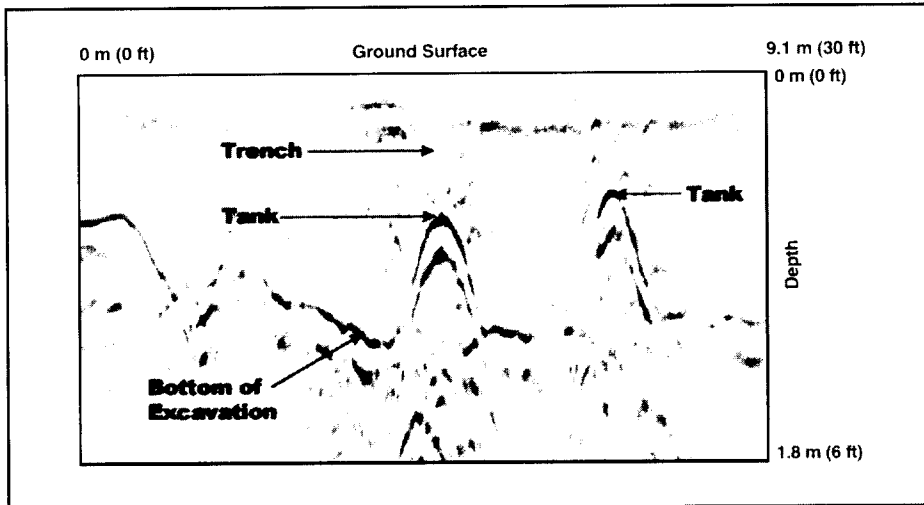 0 m (0 ft)
Ground Surface
9.1 m (30 ft)
0 m (0 ft)
Trench
Tank
Tank
Depth
Bottom of
Excavation
1.8 m (6 ft)